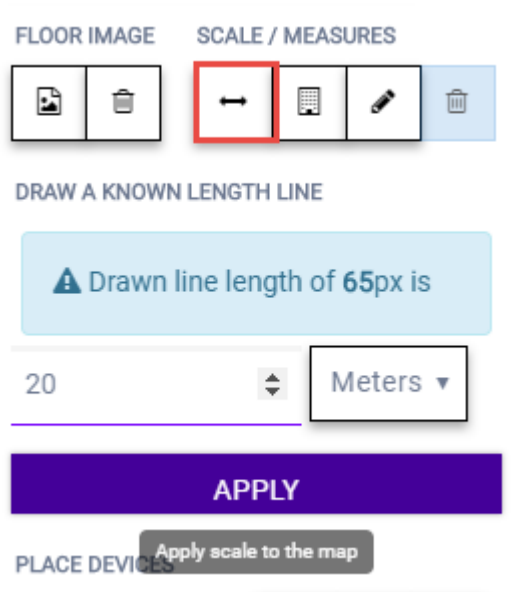 FLOOR IMAGE SCALE / MEASURES
DRAW A KNOWN LENGTH LINE
Drawn line length of 65px is
20 Meters
APPLY
Apply scale to the map
PLACE DEVICES